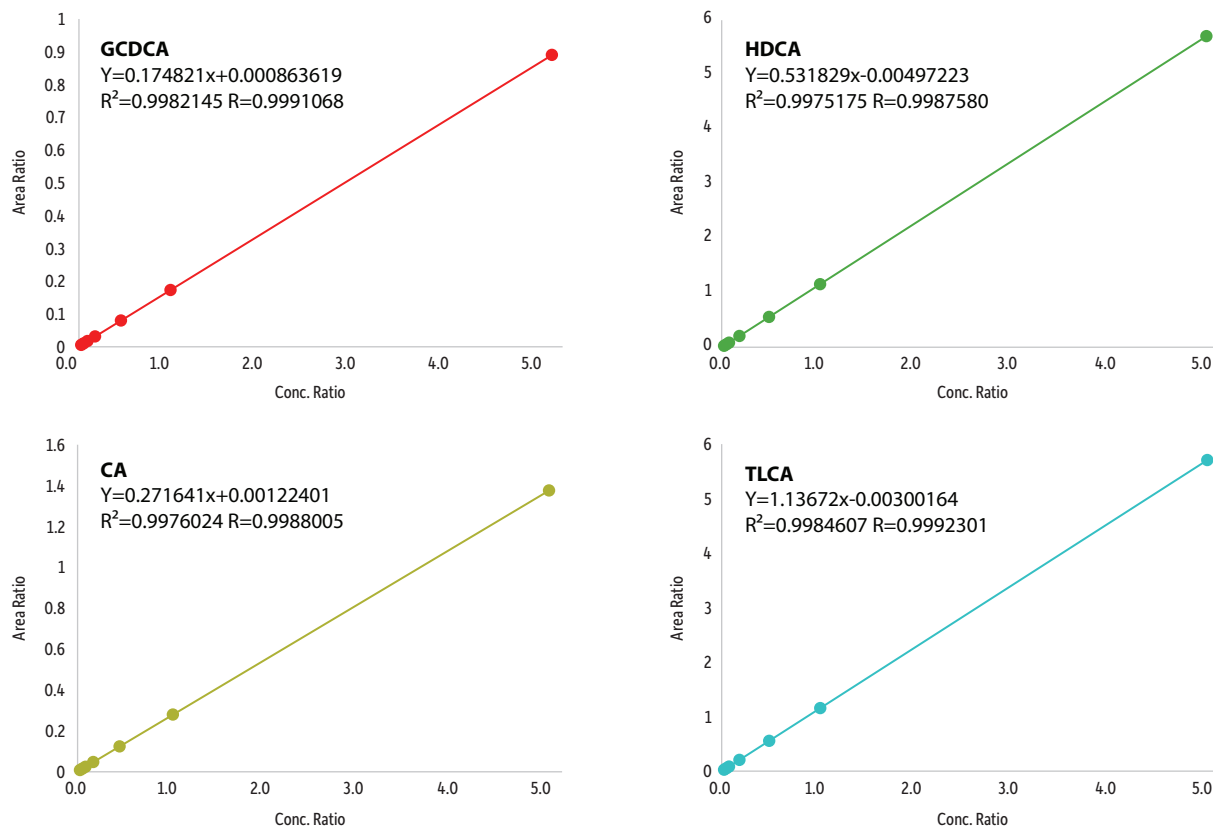 GCDCA
Y=0.174821x+0.000863619
R²=0.9982145 R=0.9991068
Area Ratio
1
0.9
0.8
0.7
0.6
0.5
0.4
0.3
0.2
0.1
0
0.0 1.0 2.0 3.0 4.0 5.0
Conc. Ratio
HDCA
Y=0.531829x-0.00497223
R²=0.9975175 R=0.9987580
Area Ratio
6
5
4
3
2
1
0
0.0 1.0 2.0 3.0 4.0 5.0
Conc. Ratio
CA
Y=0.271641x+0.00122401
R²=0.9976024 R=0.9988005
Area Ratio
1.6
1.4
1.2
1
0.8
0.6
0.4
0.2
0
0.0 1.0 2.0 3.0 4.0 5.0
Conc. Ratio
TLCA
Y=1.13672x-0.00300164
R²=0.9984607 R=0.9992301
Area Ratio
6
5
4
3
2
1
0
0.0 1.0 2.0 3.0 4.0 5.0
Conc. Ratio